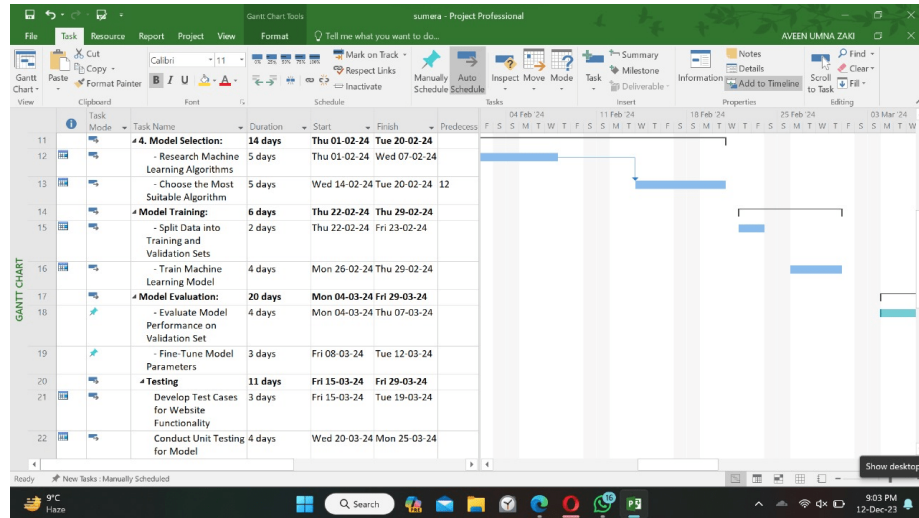 Gantt Chart Tools
sumera - Project Professional
File Task Resource Report Project View Format Tell me what you want to do...
AVEEN UMNA ZAKI
Gantt Chart
View
Paste
Cut
Copy
Format Painter
Clipboard
Calibri 11
B I U A
Font
0% 25% 50% 75% 100%
Mark on Track
Respect Links
Inactivate
Schedule
Manually Schedule
Auto Schedule
Inspect Move Mode
Tasks
Task
Summary
Milestone
Deliverable
Insert
Information
Notes
Details
Add to Timeline
Properties
Scroll to Task
Find
Clear
Fill
Editing
Task Mode Task Name Duration Start Finish Predecess
04 Feb '24 11 Feb '24 18 Feb '24 25 Feb '24 03 Mar '24
F S S M T W T F S S M T W T F S S M T W T F S S M T W T F S S M T W
11 4. Model Selection: 14 days Thu 01-02-24 Tue 20-02-24
12 - Research Machine Learning Algorithms 5 days Thu 01-02-24 Wed 07-02-24
13 - Choose the Most Suitable Algorithm 5 days Wed 14-02-24 Tue 20-02-24 12
14 Model Training: 6 days Thu 22-02-24 Thu 29-02-24
15 - Split Data into Training and Validation Sets 2 days Thu 22-02-24 Fri 23-02-24
16 - Train Machine Learning Model 4 days Mon 26-02-24 Thu 29-02-24
17 Model Evaluation: 20 days Mon 04-03-24 Fri 29-03-24
18 - Evaluate Model Performance on Validation Set 4 days Mon 04-03-24 Thu 07-03-24
19 - Fine-Tune Model Parameters 3 days Fri 08-03-24 Tue 12-03-24
20 Testing 11 days Fri 15-03-24 Fri 29-03-24
21 Develop Test Cases for Website Functionality 3 days Fri 15-03-24 Tue 19-03-24
22 Conduct Unit Testing for Model 4 days Wed 20-03-24 Mon 25-03-24
GANTT CHART
Show desktop
Ready New Tasks : Manually Scheduled
9°C
Haze
Search
16
9:03 PM
12-Dec-23